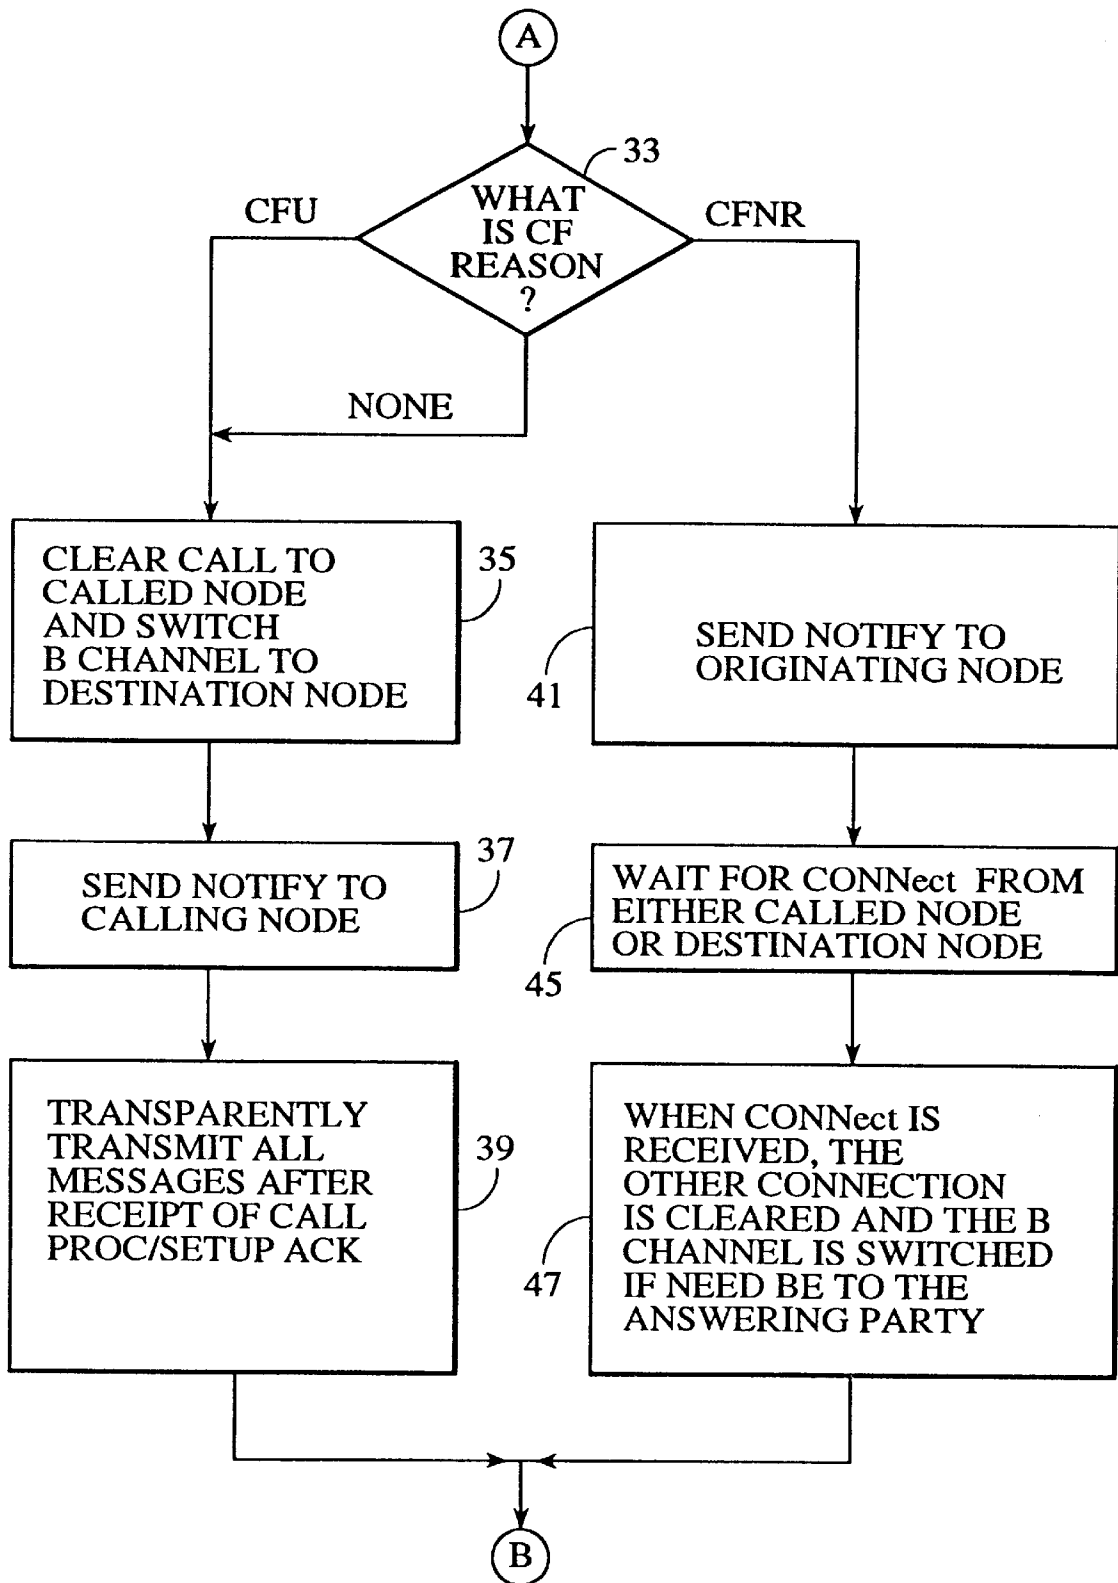 A
33
WHAT
IS CF
REASON
?
CFU
CFNR
NONE
CLEAR CALL TO
CALLED NODE
AND SWITCH
B CHANNEL TO
DESTINATION NODE
35
SEND NOTIFY TO
CALLING NODE
37
TRANSPARENTLY
TRANSMIT ALL
MESSAGES AFTER
RECEIPT OF CALL
PROC/SETUP ACK
39
SEND NOTIFY TO
ORIGINATING NODE
41
WAIT FOR CONNect FROM
EITHER CALLED NODE
OR DESTINATION NODE
45
WHEN CONNect IS
RECEIVED, THE
OTHER CONNECTION
IS CLEARED AND THE B
CHANNEL IS SWITCHED
IF NEED BE TO THE
ANSWERING PARTY
47
B